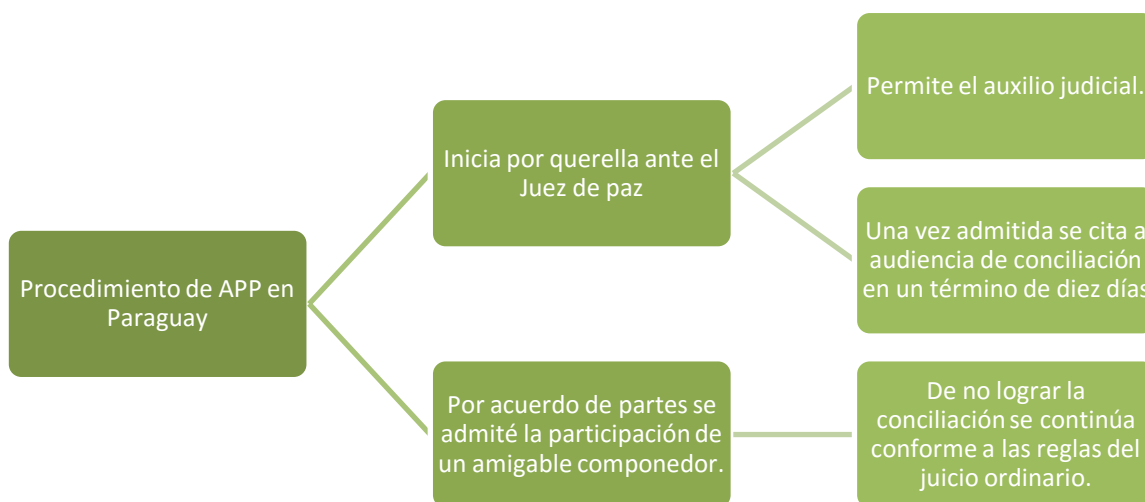 Procedimiento de APP en
Paraguay
Inicia por querella ante el
Juez de paz
Permite el auxilio judicial.
Una vez admitida se cita a
audiencia de conciliación
en un término de diez días
Por acuerdo de partes se
admité la participación de
un amigable componedor.
De no lograr la
conciliación se continúa
conforme a las reglas del
juicio ordinario.